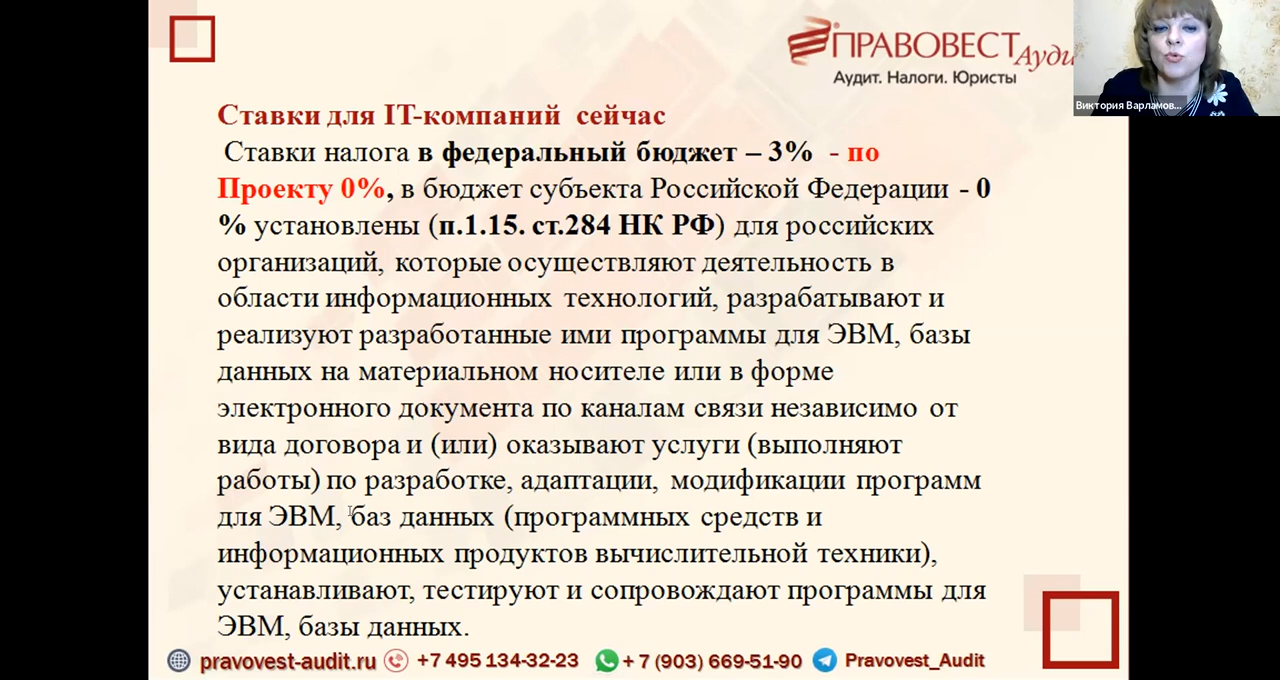 ПРАВОВЕСТ Ауди
Аудит. Налоги. Юристы
Виктория Варламов...
Ставки для IT-компаний сейчас
Ставки налога в федеральный бюджет – 3% - по
Проекту 0%, в бюджет субъекта Российской Федерации - 0
% установлены (п.1.15. ст.284 НК РФ) для российских
организаций, которые осуществляют деятельность в
области информационных технологий, разрабатывают и
реализуют разработанные ими программы для ЭВМ, базы
данных на материальном носителе или в форме
электронного документа по каналам связи независимо от
вида договора и (или) оказывают услуги (выполняют
работы) по разработке, адаптации, модификации программ
для ЭВМ, баз данных (программных средств и
информационных продуктов вычислительной техники),
устанавливают, тестируют и сопровождают программы для
ЭВМ, базы данных.
pravovest-audit.ru +7 495 134-32-23 + 7 (903) 669-51-90 Pravovest_Audit